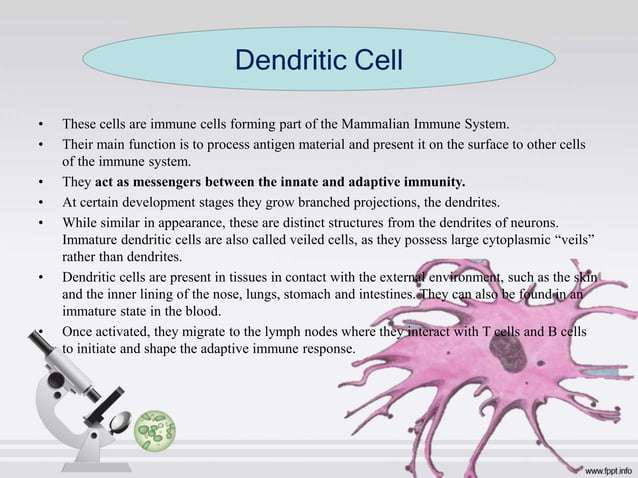 Dendritic Cell
• These cells are immune cells forming part of the Mammalian Immune System.
• Their main function is to process antigen material and present it on the surface to other cells
of the immune system.
• They act as messengers between the innate and adaptive immunity.
• At certain development stages they grow branched projections, the dendrites.
• While similar in appearance, these are distinct structures from the dendrites of neurons.
Immature dendritic cells are also called veiled cells, as they possess large cytoplasmic “veils”
rather than dendrites.
• Dendritic cells are present in tissues in contact with the external environment, such as the skin
and the inner lining of the nose, lungs, stomach and intestines. They can also be found in an
immature state in the blood.
• Once activated, they migrate to the lymph nodes where they interact with T cells and B cells
to initiate and shape the adaptive immune response.
www.fppt.info